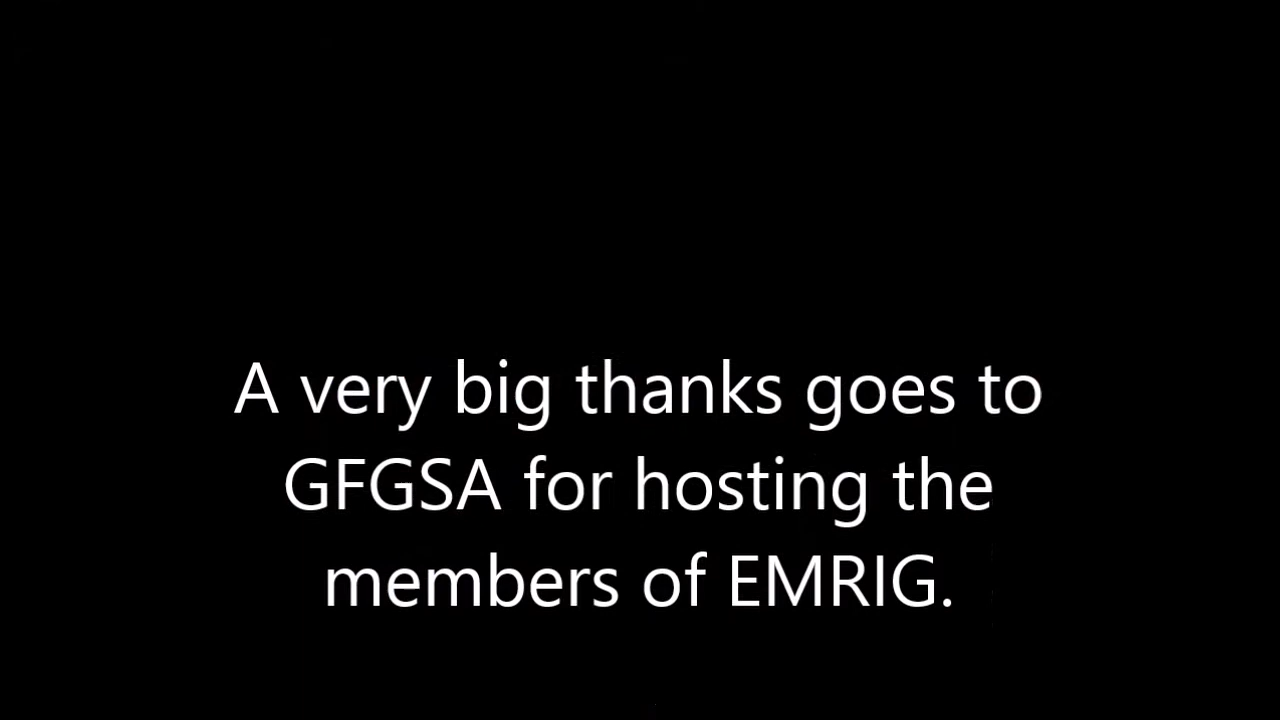 A very big thanks goes to
GFGSA for hosting the
members of EMRIG.